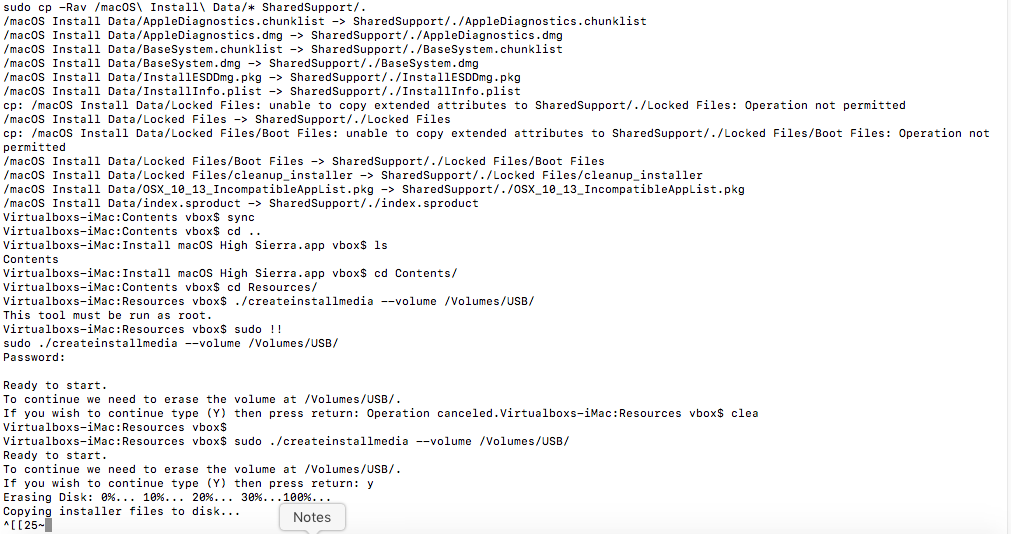 sudo cp -Rav /macOS\ Install\ Data/* SharedSupport/.
/macOS Install Data/AppleDiagnostics.chunklist -> SharedSupport/./AppleDiagnostics.chunklist
/macOS Install Data/AppleDiagnostics.dmg -> SharedSupport/./AppleDiagnostics.dmg
/macOS Install Data/BaseSystem.chunklist -> SharedSupport/./BaseSystem.chunklist
/macOS Install Data/BaseSystem.dmg -> SharedSupport/./BaseSystem.dmg
/macOS Install Data/InstallESDDmg.pkg -> SharedSupport/./InstallESDDmg.pkg
/macOS Install Data/InstallInfo.plist -> SharedSupport/./InstallInfo.plist
cp: /macOS Install Data/Locked Files: unable to copy extended attributes to SharedSupport/./Locked Files: Operation not permitted
/macOS Install Data/Locked Files -> SharedSupport/./Locked Files
cp: /macOS Install Data/Locked Files/Boot Files: unable to copy extended attributes to SharedSupport/./Locked Files/Boot Files: Operation not
permitted
/macOS Install Data/Locked Files/Boot Files -> SharedSupport/./Locked Files/Boot Files
/macOS Install Data/Locked Files/cleanup_installer -> SharedSupport/./Locked Files/cleanup_installer
/macOS Install Data/OSX_10_13_IncompatibleAppList.pkg -> SharedSupport/./OSX_10_13_IncompatibleAppList.pkg
/macOS Install Data/index.sproduct -> SharedSupport/./index.sproduct
Virtualboxs-iMac:Contents vbox$ sync
Virtualboxs-iMac:Contents vbox$ cd ..
Virtualboxs-iMac:Install macOS High Sierra.app vbox$ ls
Contents
Virtualboxs-iMac:Install macOS High Sierra.app vbox$ cd Contents/
Virtualboxs-iMac:Contents vbox$ cd Resources/
Virtualboxs-iMac:Resources vbox$ ./createinstallmedia --volume /Volumes/USB/
This tool must be run as root.
Virtualboxs-iMac:Resources vbox$ sudo !!
sudo ./createinstallmedia --volume /Volumes/USB/
Password:
Ready to start.
To continue we need to erase the volume at /Volumes/USB/.
If you wish to continue type (Y) then press return: Operation canceled.Virtualboxs-iMac:Resources vbox$ clea
Virtualboxs-iMac:Resources vbox$
Virtualboxs-iMac:Resources vbox$ sudo ./createinstallmedia --volume /Volumes/USB/
Ready to start.
To continue we need to erase the volume at /Volumes/USB/.
If you wish to continue type (Y) then press return: y
Erasing Disk: 0%... 10%... 20%... 30%...100%...
Copying installer files to disk...
^[[25~
Notes